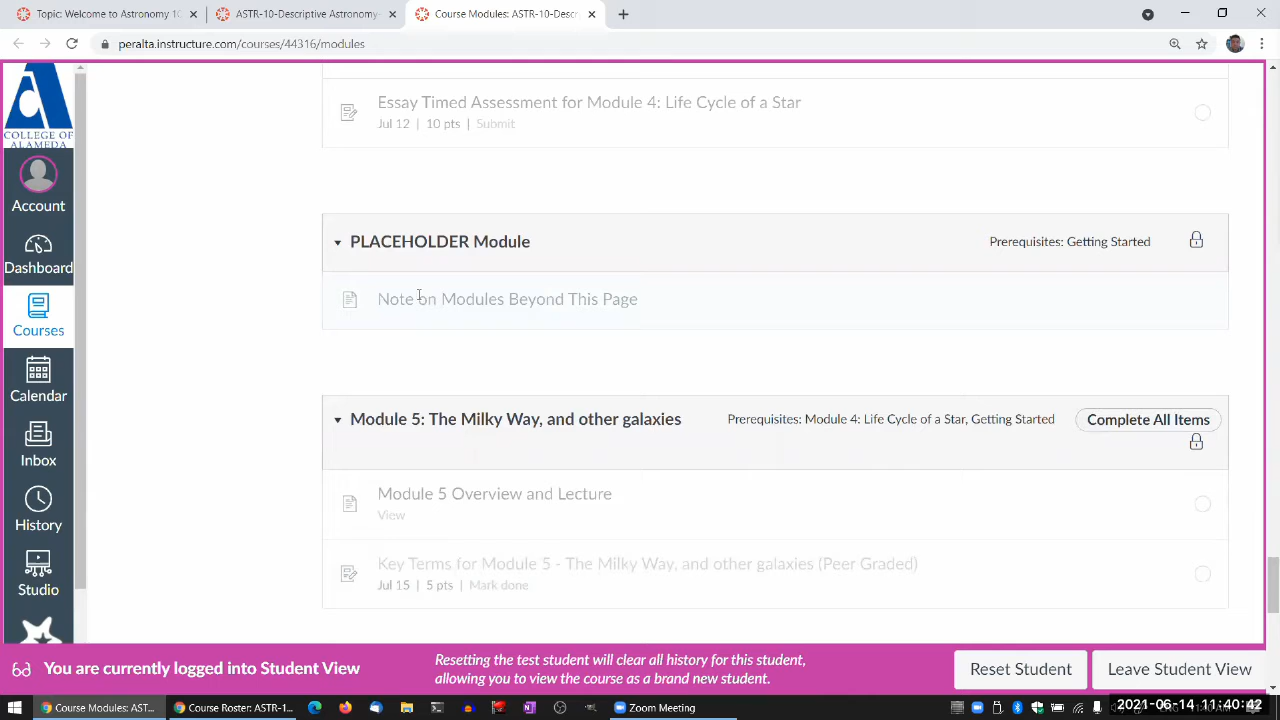 Topic: Welcome to Astronomy 10
ASTR-10-Descriptive Astronomy
Course Modules: ASTR-10-Descr
peralta.instructure.com/courses/44316/modules
COLLEGE OF
ALAMEDA
Account
Dashboard
Courses
Calendar
Inbox
History
Studio
Essay Timed Assessment for Module 4: Life Cycle of a Star
Jul 12 | 10 pts | Submit
PLACEHOLDER Module
Prerequisites: Getting Started
Note on Modules Beyond This Page
Module 5: The Milky Way, and other galaxies
Prerequisites: Module 4: Life Cycle of a Star, Getting Started
Complete All Items
Module 5 Overview and Lecture
View
Key Terms for Module 5 - The Milky Way, and other galaxies (Peer Graded)
Jul 15 | 5 pts | Mark done
You are currently logged into Student View
Resetting the test student will clear all history for this student,
allowing you to view the course as a brand new student.
Reset Student
Leave Student View
Course Modules: AST...
Course Roster: ASTR-1...
Zoom Meeting
2021-06-14 11:40:42